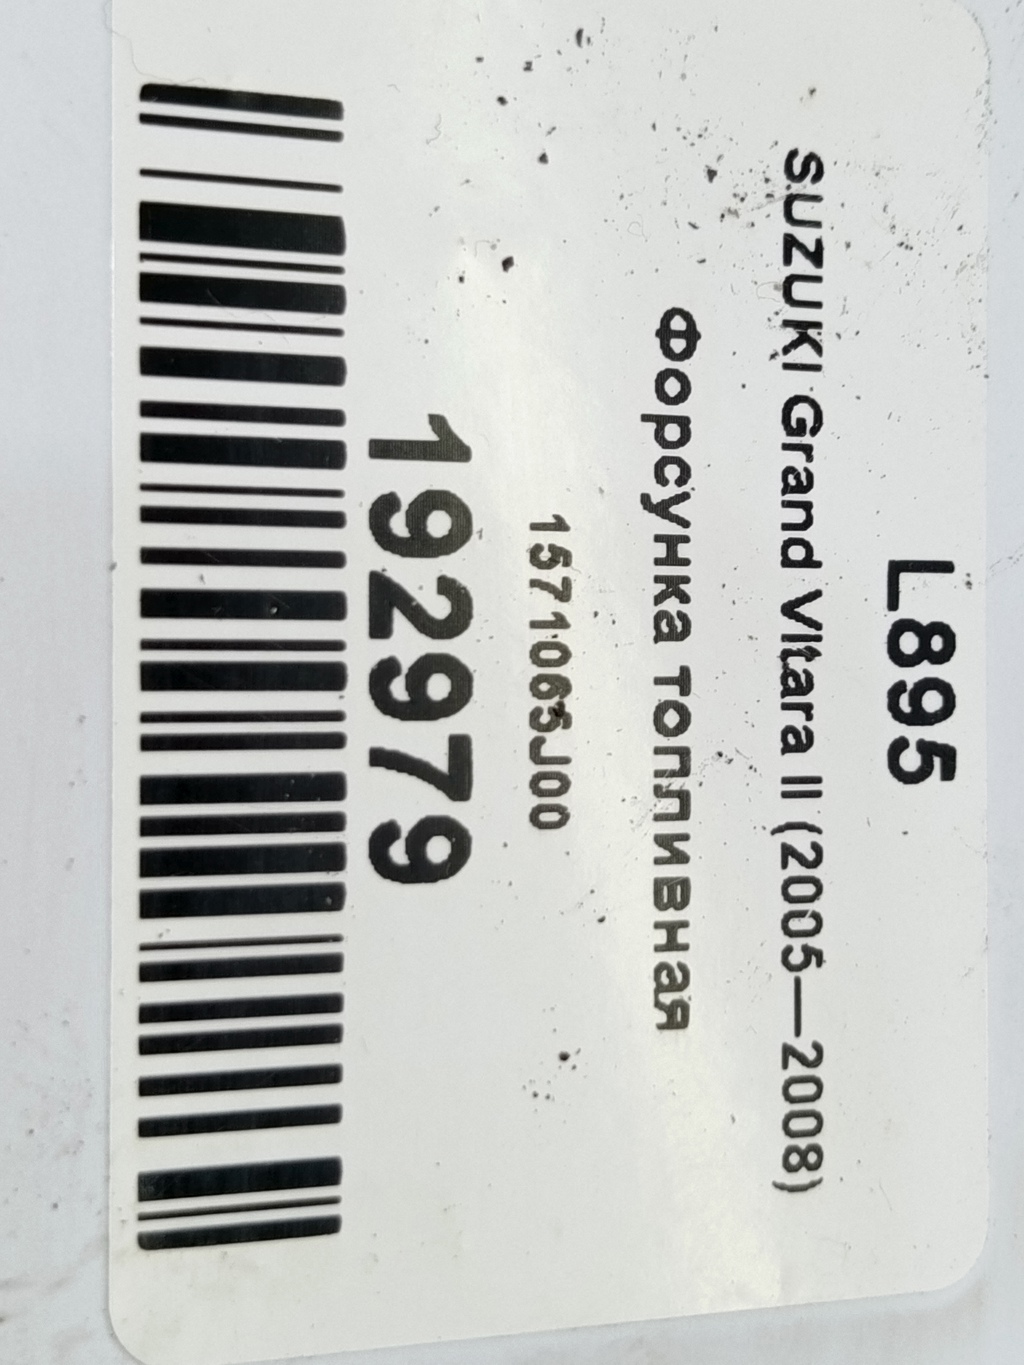 L895
SUZUKI Grand Vitara II (2005—2008)
Форсунка топливная
1571065J00
192979